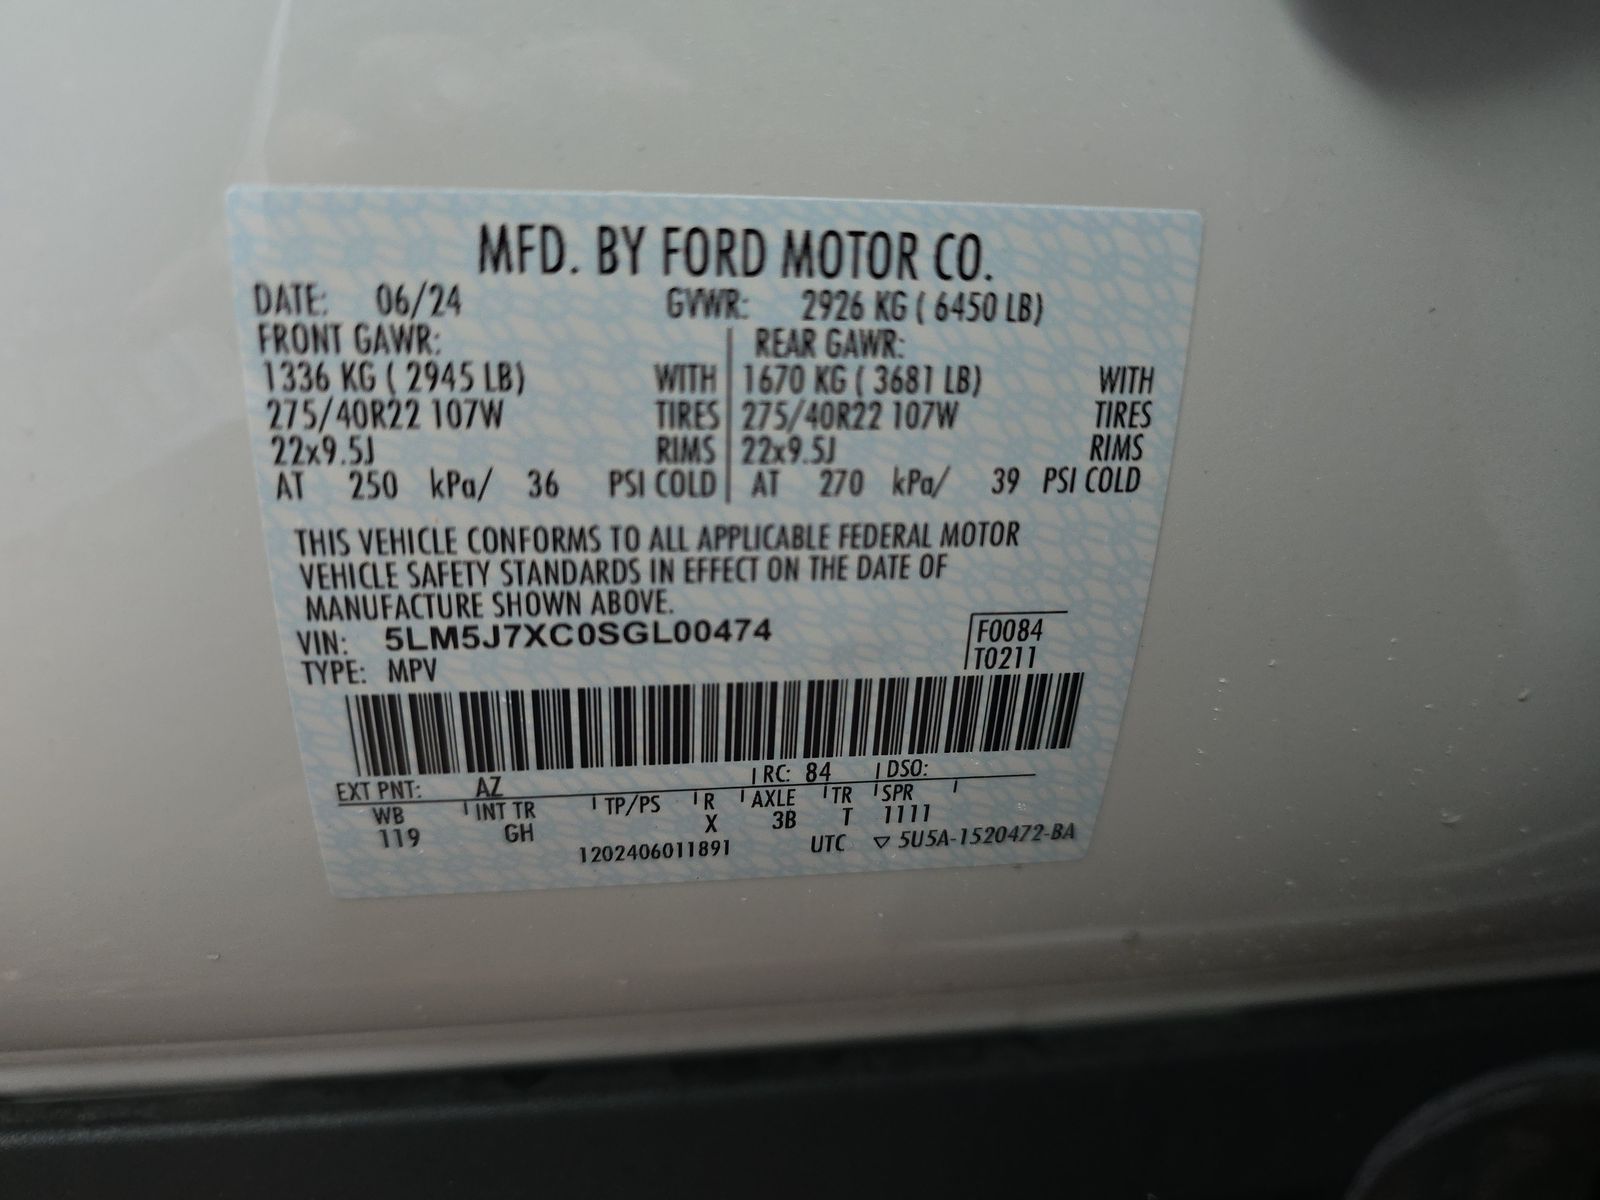 MFD. BY FORD MOTOR CO.
DATE: 06/24 GVWR: 2926 KG ( 6450 LB)
FRONT GAWR: REAR GAWR:
1336 KG ( 2945 LB) WITH 1670 KG ( 3681 LB) WITH
275/40R22 107W TIRES 275/40R22 107W TIRES
22x9.5J RIMS 22x9.5J RIMS
AT 250 kPa/ 36 PSI COLD AT 270 kPa/ 39 PSI COLD
THIS VEHICLE CONFORMS TO ALL APPLICABLE FEDERAL MOTOR
VEHICLE SAFETY STANDARDS IN EFFECT ON THE DATE OF
MANUFACTURE SHOWN ABOVE.
VIN: 5LM5J7XC0SGL00474 F0084
TYPE: MPV T0211
EXT PNT: AZ RC: 84 DSO:
WB INT TR TP/PS R AXLE TR SPR
119 GH X 3B T 1111
1202406011891 UTC ▽ 5U5A-1520472-BA